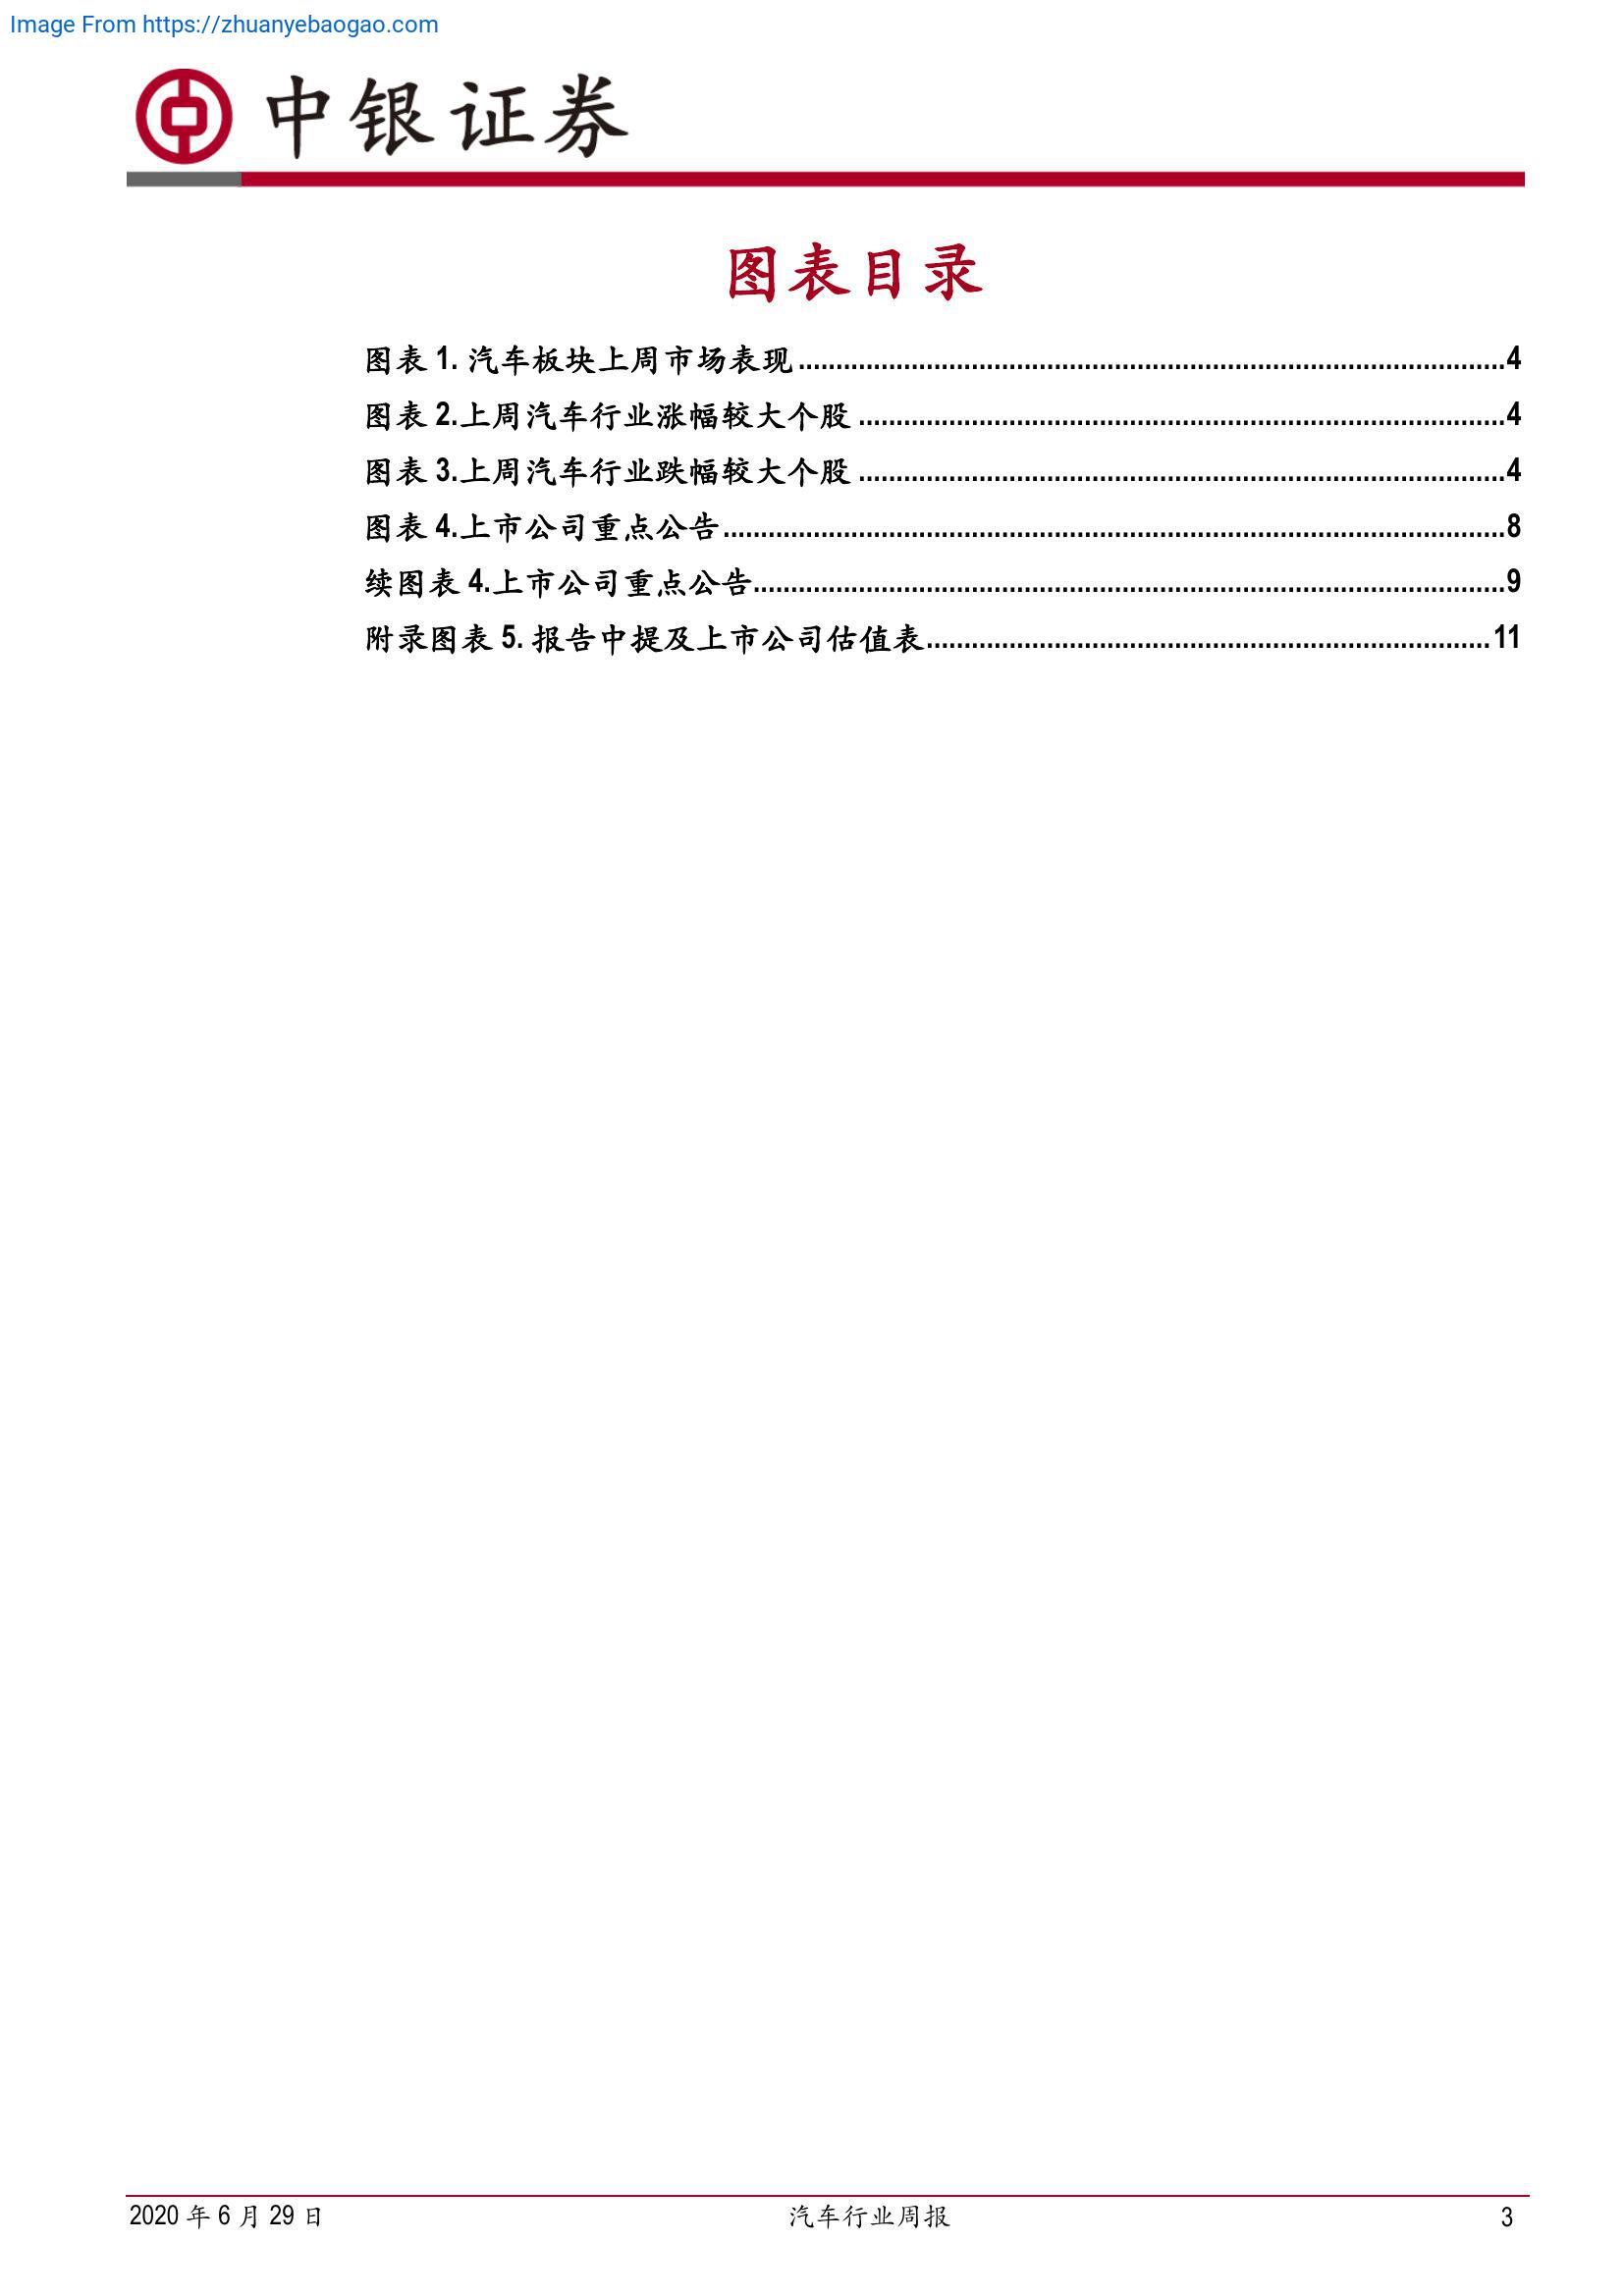 Image From https://zhuanyebaogao.com
中银证券
图表目录
图表 1. 汽车板块上周市场表现....................................................................................4
图表 2.上周汽车行业涨幅较大个股....................................................................................4
图表 3.上周汽车行业跌幅较大个股....................................................................................4
图表 4.上市公司重点公告....................................................................................8
续图表 4.上市公司重点公告....................................................................................9
附录图表 5. 报告中提及上市公司估值表....................................................................................11
2020 年 6 月 29 日 汽车行业周报 3